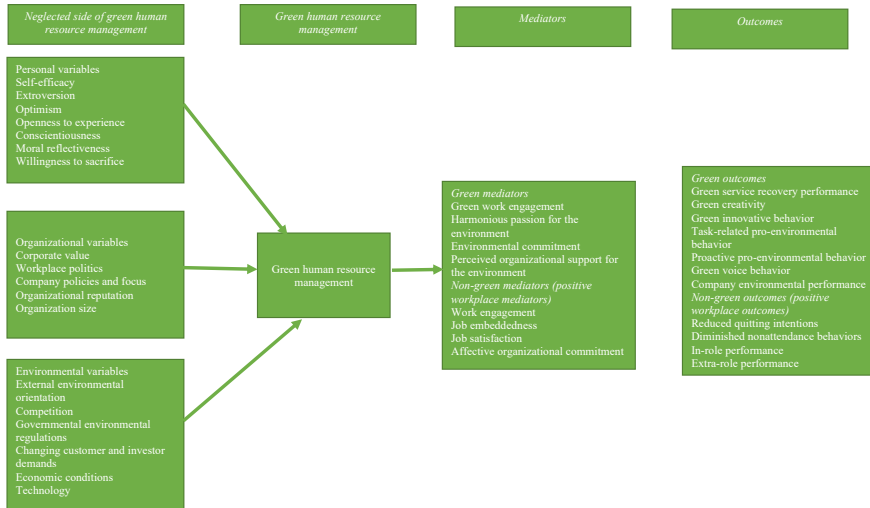 Neglected side of green human
resource management
Green human resource
management
Mediators
Outcomes
Personal variables
Self-efficacy
Extroversion
Optimism
Openness to experience
Conscientiousness
Moral reflectiveness
Willingness to sacrifice
Organizational variables
Corporate value
Workplace politics
Company policies and focus
Organizational reputation
Organization size
Environmental variables
External environmental
orientation
Competition
Governmental environmental
regulations
Changing customer and investor
demands
Economic conditions
Technology
Green human resource
management
Green mediators
Green work engagement
Harmonious passion for the
environment
Environmental commitment
Perceived organizational support for
the environment
Non-green mediators (positive
workplace mediators)
Work engagement
Job embeddedness
Job satisfaction
Affective organizational commitment
Green outcomes
Green service recovery performance
Green creativity
Green innovative behavior
Task-related pro-environmental
behavior
Proactive pro-environmental behavior
Green voice behavior
Company environmental performance
Non-green outcomes (positive
workplace outcomes)
Reduced quitting intentions
Diminished nonattendance behaviors
In-role performance
Extra-role performance